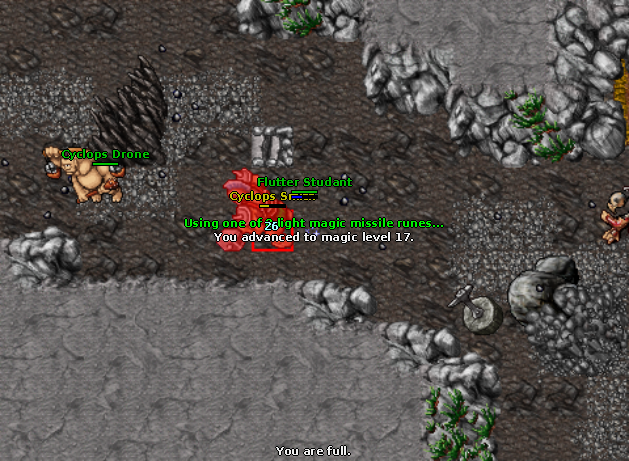 Cyclops Drone
Flutter Studant
Cyclops
26
Using one of light magic missile runes...
You advanced to magic level 17.
You are full.